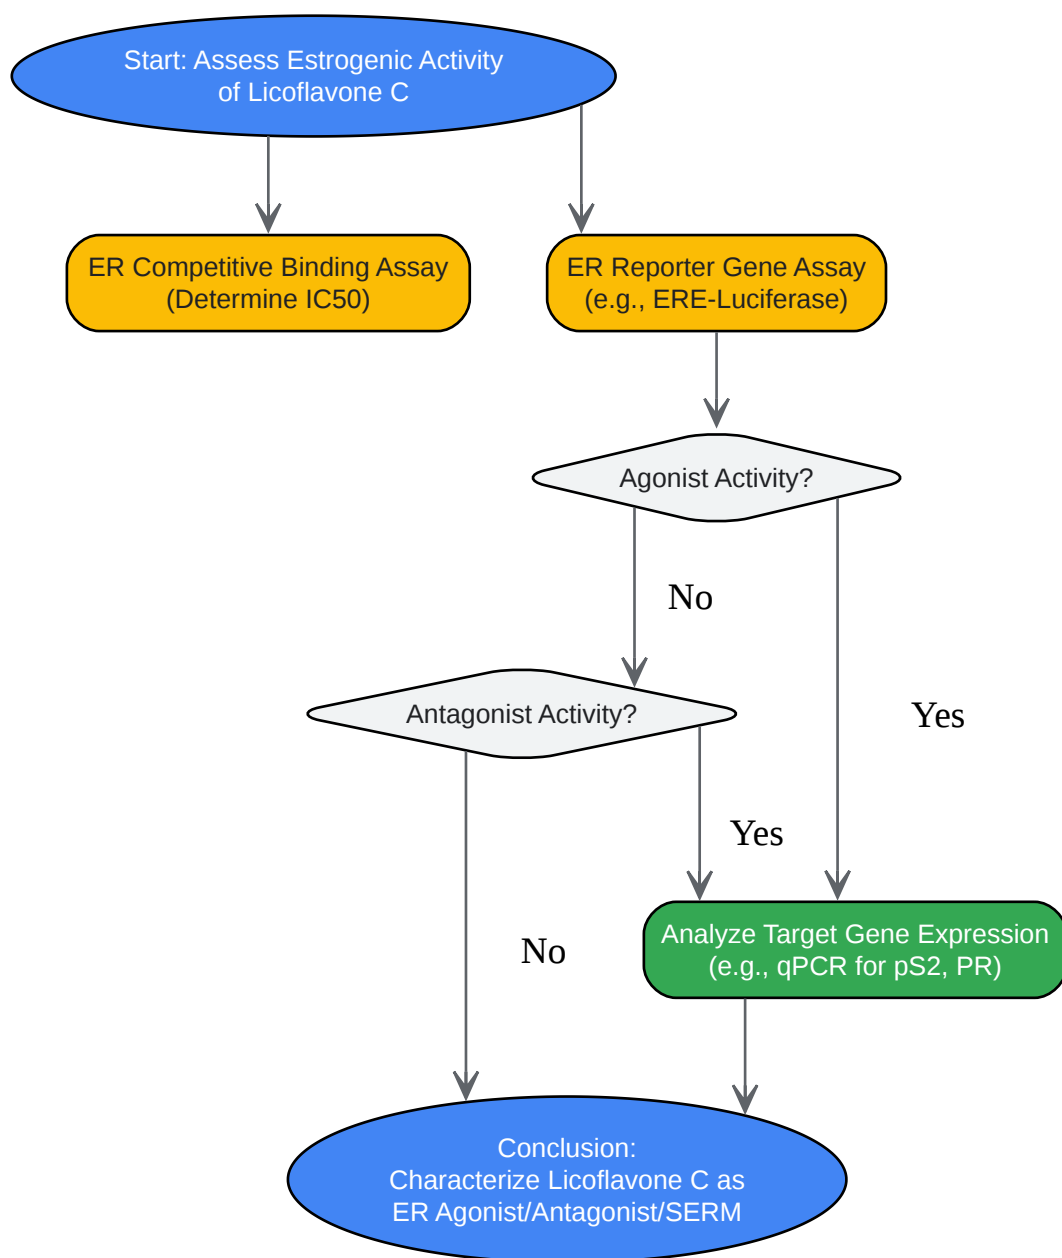 Start: Assess Estrogenic Activity
of Licoflavone C
ER Competitive Binding Assay
(Determine IC50)
ER Reporter Gene Assay
(e.g., ERE-Luciferase)
Agonist Activity?
No
Antagonist Activity?
Yes
Yes
No
Analyze Target Gene Expression
(e.g., qPCR for pS2, PR)
Conclusion:
Characterize Licoflavone C as
ER Agonist/Antagonist/SERM